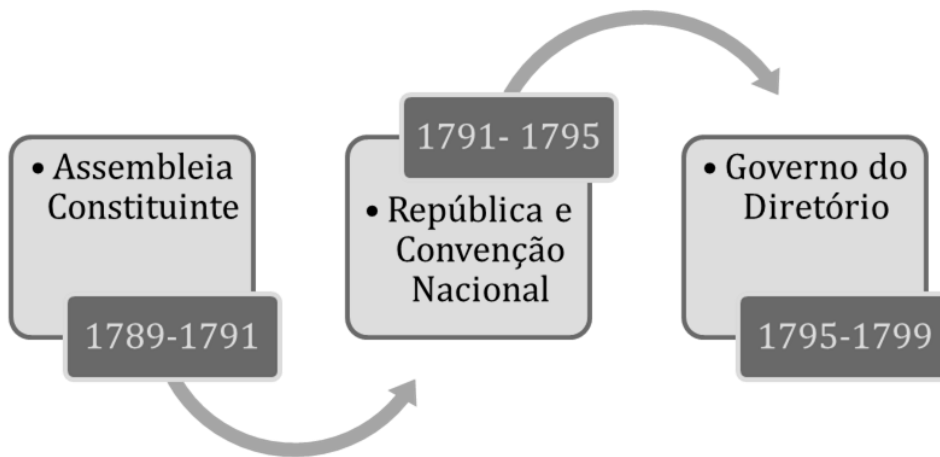 • Assembleia
Constituinte
1789-1791
1791- 1795
• República e
Convenção
Nacional
• Governo do
Diretório
1795-1799